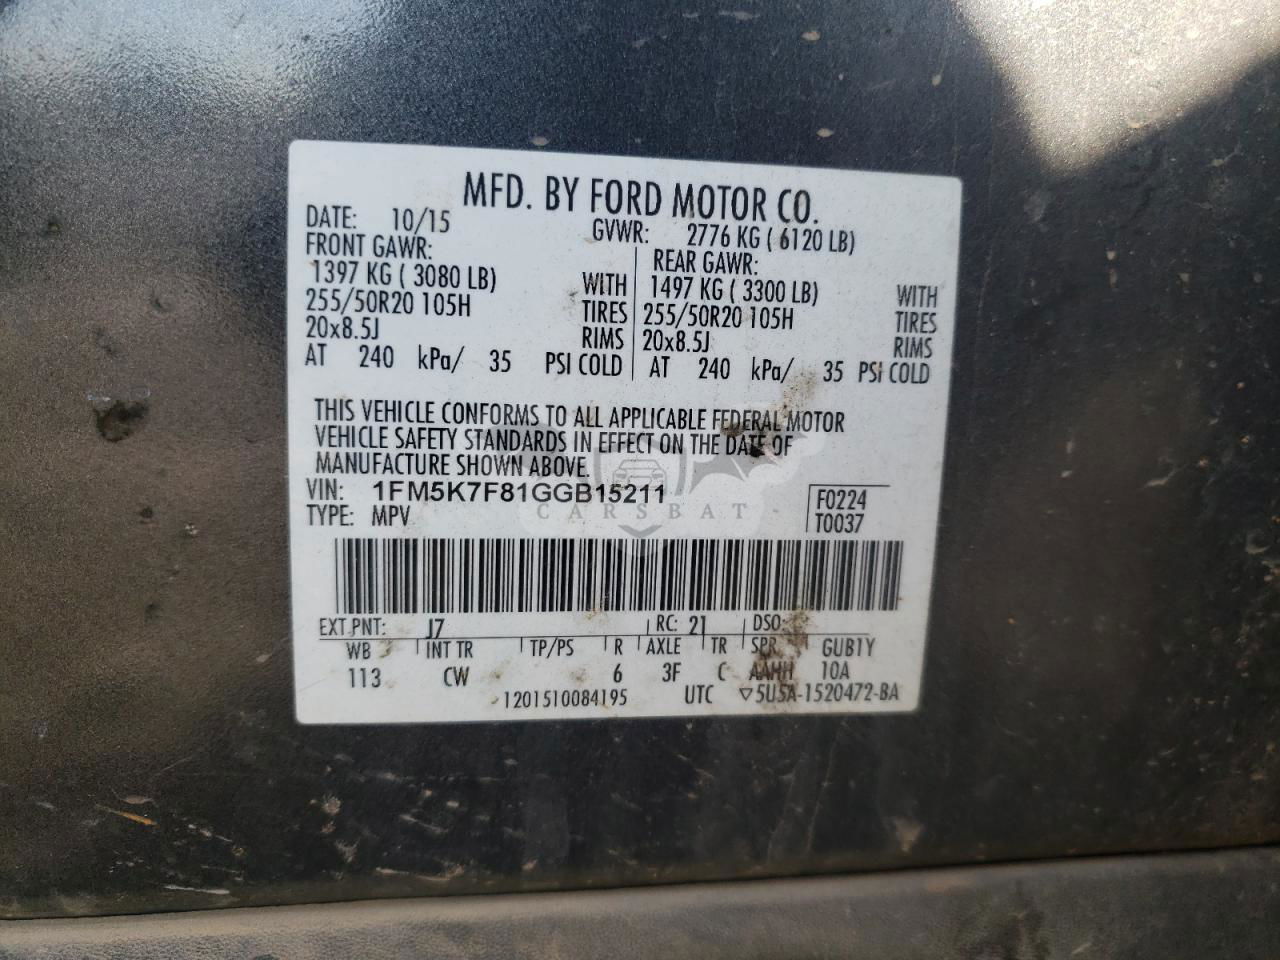 MFD. BY FORD MOTOR CO.
DATE: 10/15 GVWR: 2776 KG ( 6120 LB)
FRONT GAWR: REAR GAWR:
1397 KG ( 3080 LB) WITH 1497 KG ( 3300 LB) WITH
255/50R20 105H TIRES 255/50R20 105H TIRES
20x8.5J RIMS 20x8.5J RIMS
AT 240 kPa/ 35 PSI COLD AT 240 kPa/ 35 PSI COLD
THIS VEHICLE CONFORMS TO ALL APPLICABLE FEDERAL MOTOR
VEHICLE SAFETY STANDARDS IN EFFECT ON THE DATE OF
MANUFACTURE SHOWN ABOVE.
VIN: 1FM5K7F81GGB15211 F0224
TYPE: MPV T0037
CARSBAT
EXT PNT: J7 RC: 21 DSO:
WB INT TR TP/PS R AXLE TR SPR GUB1Y
113 CW 6 3F C AAHH 10A
1201510084195 UTC ▽5U5A-1520472-BA